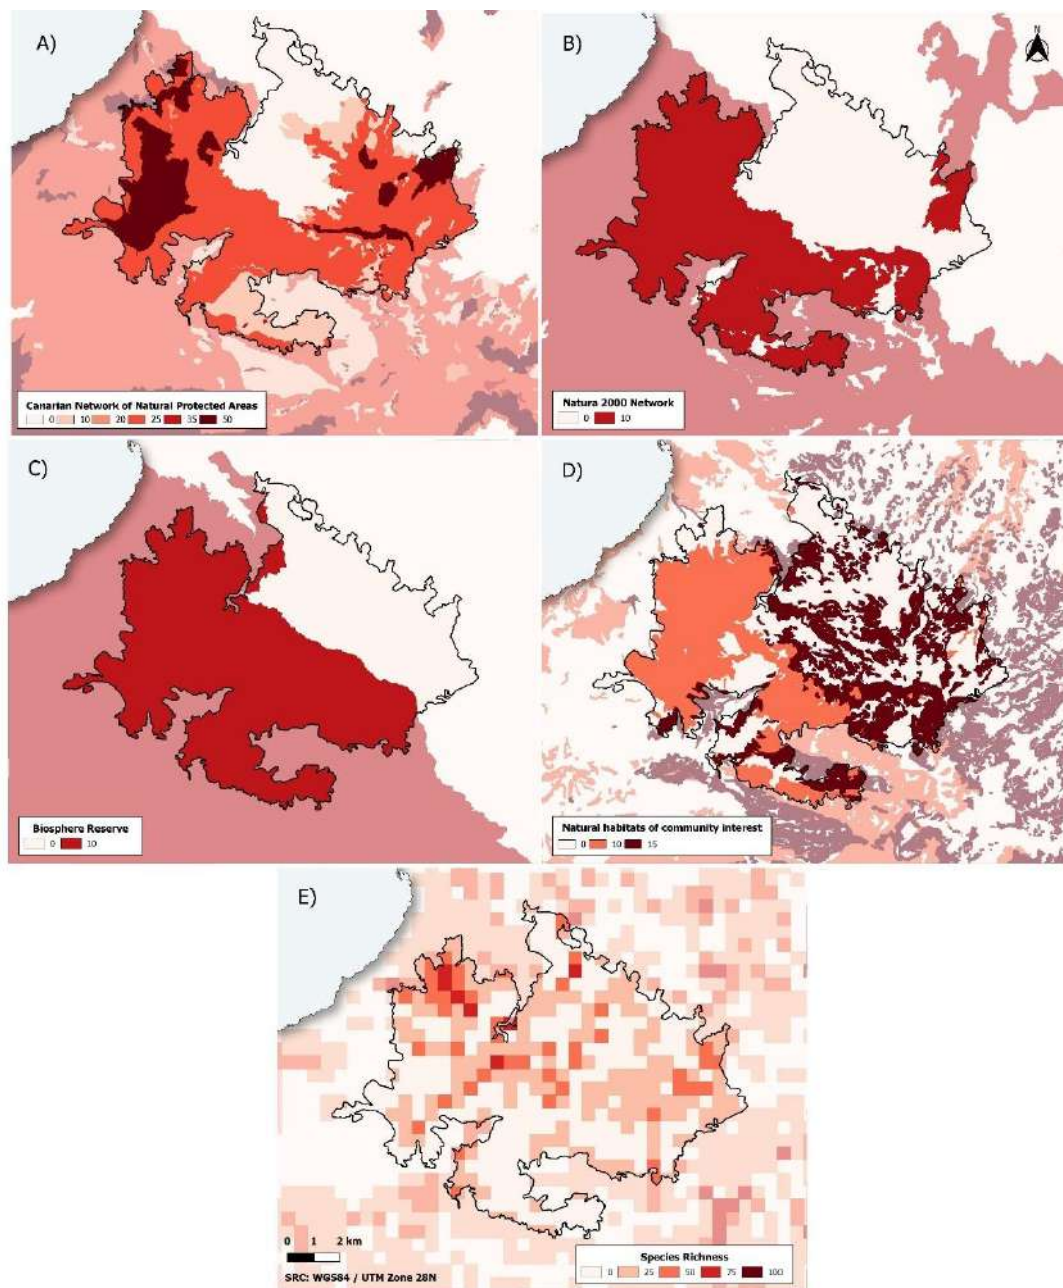 A)
B)
N
Canarian Network of Natural Protected Areas
0 10 20 25 35 50
Natura 2000 Network
0 10
C)
D)
Biosphere Reserve
0 10
Natural habitats of community interest
0 10 15
E)
0 1 2 km
SRC: WGS84 / UTM Zone 28N
Species Richness
0 25 50 75 100